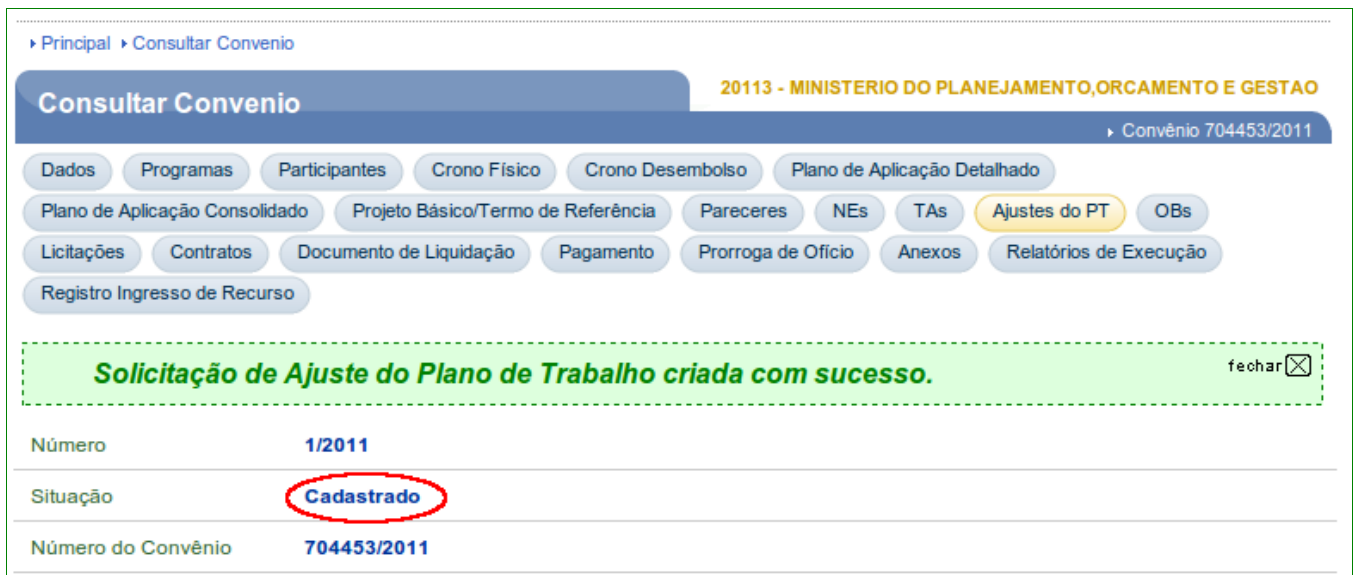 Principal Consultar Convenio
20113 - MINISTERIO DO PLANEJAMENTO,ORCAMENTO E GESTAO
Consultar Convenio
Convênio 704453/2011
Dados Programas Participantes Crono Físico Crono Desembolso Plano de Aplicação Detalhado
Plano de Aplicação Consolidado Projeto Básico/Termo de Referência Pareceres NEs TAs Ajustes do PT OBs
Licitações Contratos Documento de Liquidação Pagamento Prorroga de Ofício Anexos Relatórios de Execução
Registro Ingresso de Recurso
Solicitação de Ajuste do Plano de Trabalho criada com sucesso. fechar
Número 1/2011
Situação Cadastrado
Número do Convênio 704453/2011